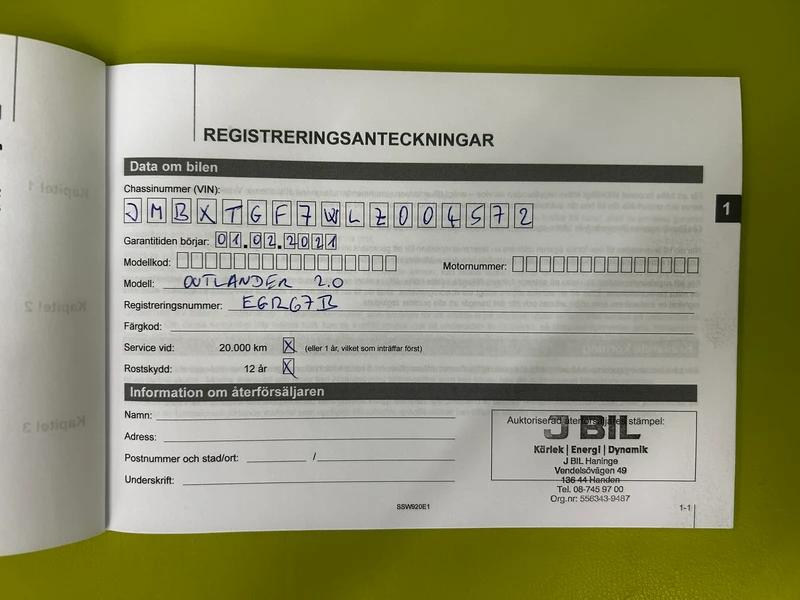 REGISTRERINGSANTECKNINGAR
Data om bilen
Chassinummer (VIN):
JMBXTGF7WLZ004572
Garantitiden börjar: 01.02.2021
1
Modellkod:
Motornummer:
Modell: OUTLANDER 2.0
Registreringsnummer: EGR67B
Färgkod:
Service vid: 20.000 km X (eller 1 år, vilket som inträffar först)
Rostskydd: 12 år X
Information om återförsäljaren
Namn:
Adress:
Postnummer och stad/ort: /
Underskrift:
Auktoriserad återförsäljares stämpel:
J BIL
Kärlek | Energi | Dynamik
J BIL Haninge
Vendelsövägen 49
136 44 Handen
Tel. 08-745 97 00
Org.nr: 556343-9487
SSW920E1
1-1
Kapitel 1
Kapitel 2
Kapitel 3